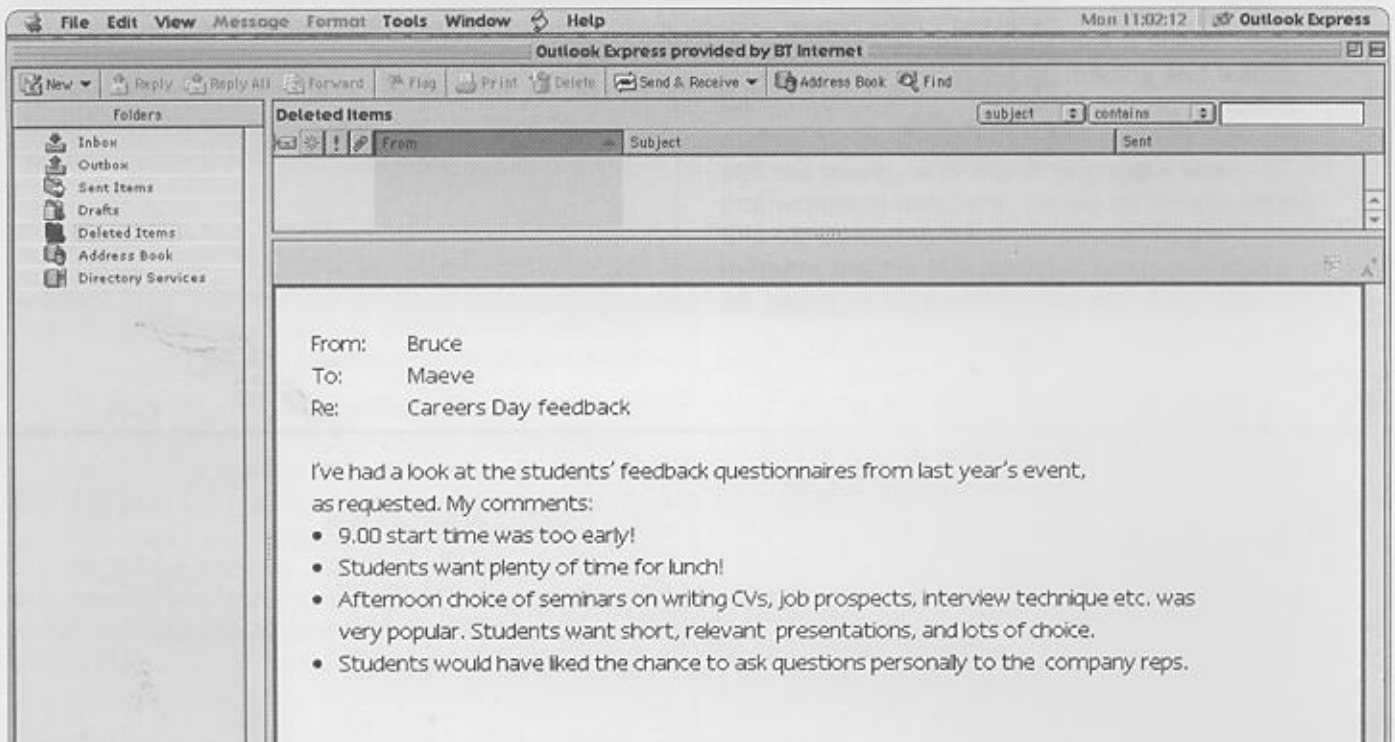 File Edit View Message Format Tools Window Help Mon 11:02:12 Outlook Express
Outlook Express provided by BT Internet
New Reply Reply All Forward Flag Print Delete Send & Receive Address Book Find
Folders
Inbox
Outbox
Sent Items
Drafts
Deleted Items
Address Book
Directory Services
Deleted Items subject contains
! From Subject Sent
From: Bruce
To: Maeve
Re: Careers Day feedback
I've had a look at the students' feedback questionnaires from last year's event,
as requested. My comments:
• 9.00 start time was too early!
• Students want plenty of time for lunch!
• Afternoon choice of seminars on writing CVs, job prospects, interview technique etc. was
very popular. Students want short, relevant presentations, and lots of choice.
• Students would have liked the chance to ask questions personally to the company reps.